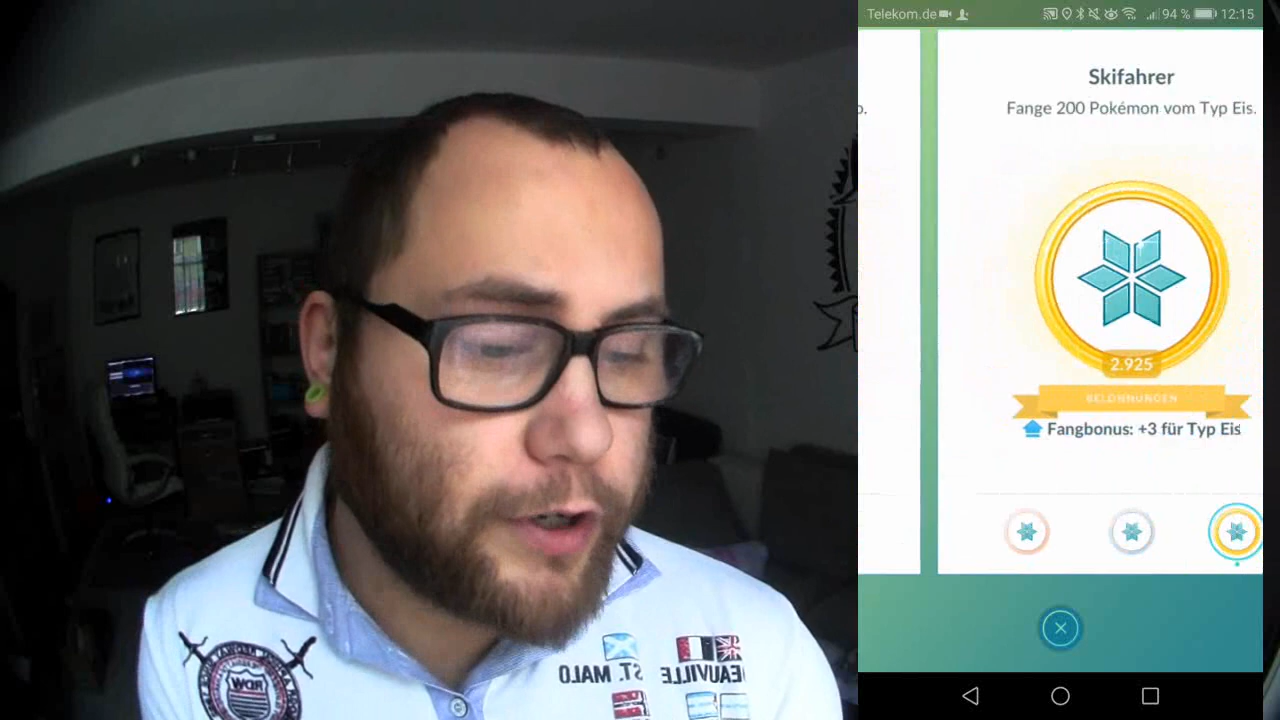 Telekom.de
94 % 12:15
o.
Skifahrer
Fange 200 Pokémon vom Typ Eis.
2.925
BELOHNUNGEN
Fangbonus: +3 für Typ Eis
ST. MALO
DEAUVILLE